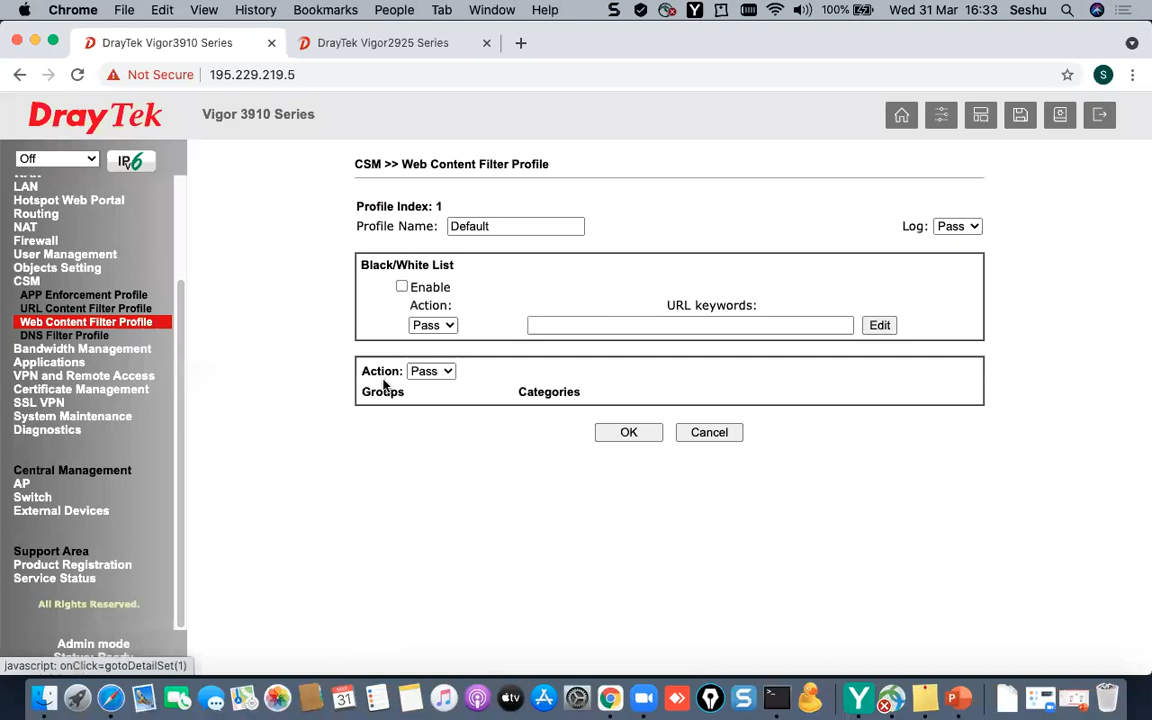 Chrome File Edit View History Bookmarks People Tab Window Help 100% Wed 31 Mar 16:33 Seshu
DrayTek Vigor3910 Series DrayTek Vigor2925 Series
Not Secure 195.229.219.5 S
DrayTek Vigor 3910 Series
Off IPv6
CSM >> Web Content Filter Profile
LAN
Hotspot Web Portal
Routing
NAT
Firewall
User Management
Objects Setting
CSM
APP Enforcement Profile
URL Content Filter Profile
Web Content Filter Profile
DNS Filter Profile
Bandwidth Management
Applications
VPN and Remote Access
Certificate Management
SSL VPN
System Maintenance
Diagnostics
Central Management
AP
Switch
External Devices
Support Area
Product Registration
Service Status
All Rights Reserved.
Admin mode
Status: Ready
javascript: onClick=gotoDetailSet(1)
Profile Index: 1
Profile Name: Default Log: Pass
Black/White List
Enable
Action: URL keywords:
Pass Edit
Action: Pass
Groups Categories
OK Cancel